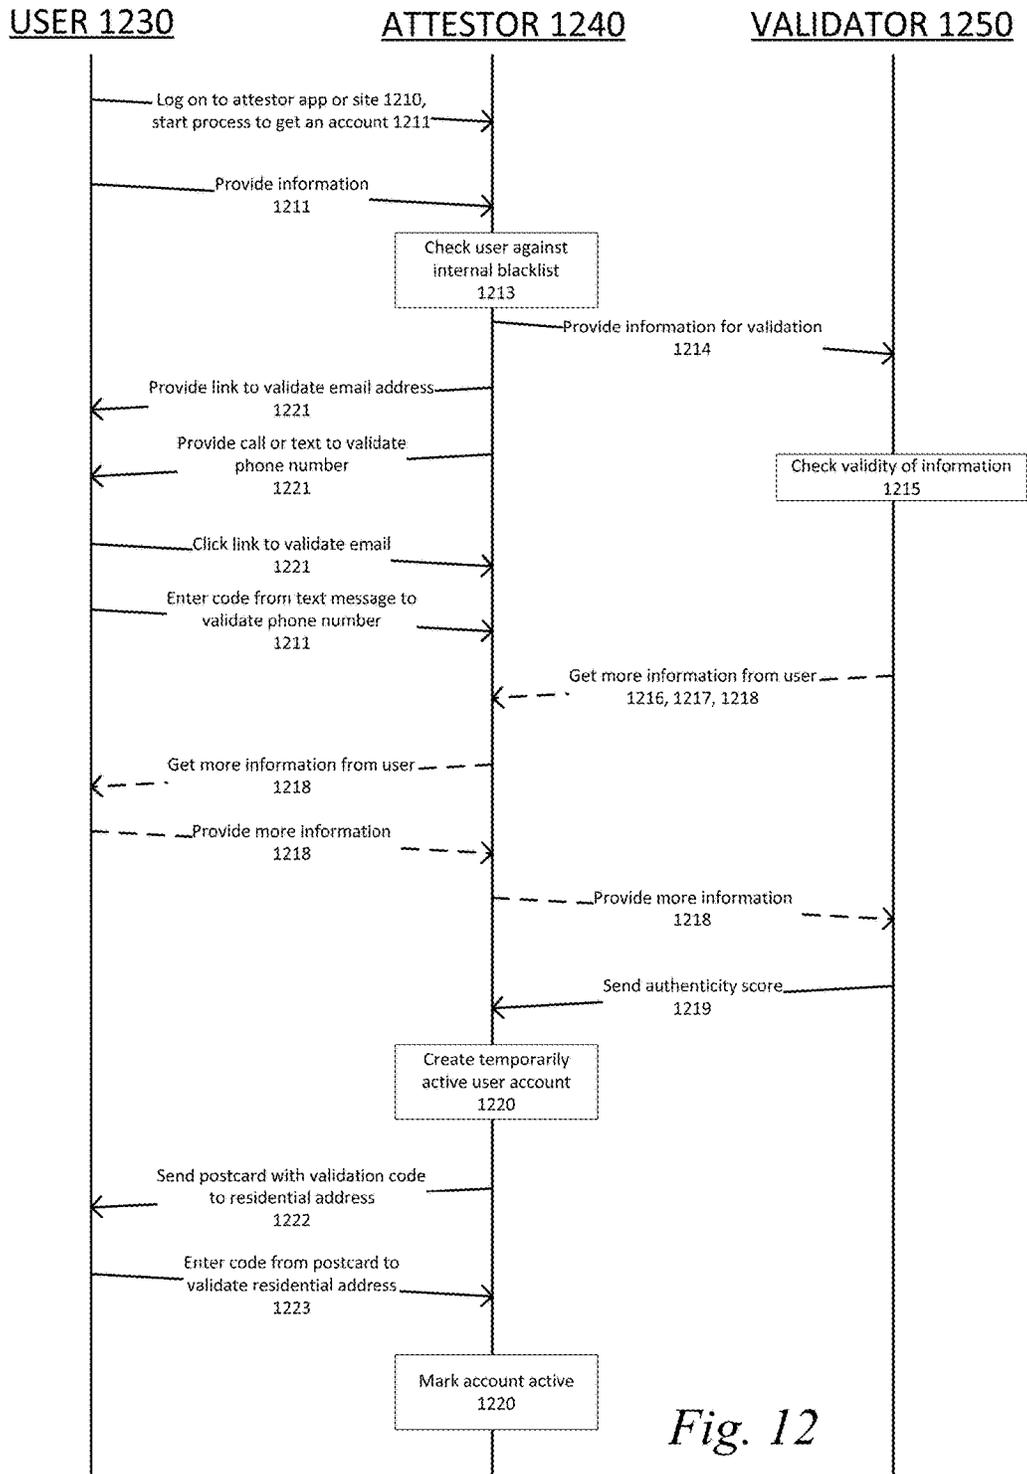 USER 1230
ATTESTOR 1240
VALIDATOR 1250
Log on to attestor app or site 1210,
start process to get an account 1211
Provide information
1211
Check user against
internal blacklist
1213
Provide information for validation
1214
Provide link to validate email address
1221
Provide call or text to validate
phone number
1221
Check validity of information
1215
Click link to validate email
1221
Enter code from text message to
validate phone number
1211
Get more information from user
1216, 1217, 1218
Get more information from user
1218
Provide more information
1218
Provide more information
1218
Send authenticity score
1219
Create temporarily
active user account
1220
Send postcard with validation code
to residential address
1222
Enter code from postcard to
validate residential address
1223
Mark account active
1220
Fig. 12